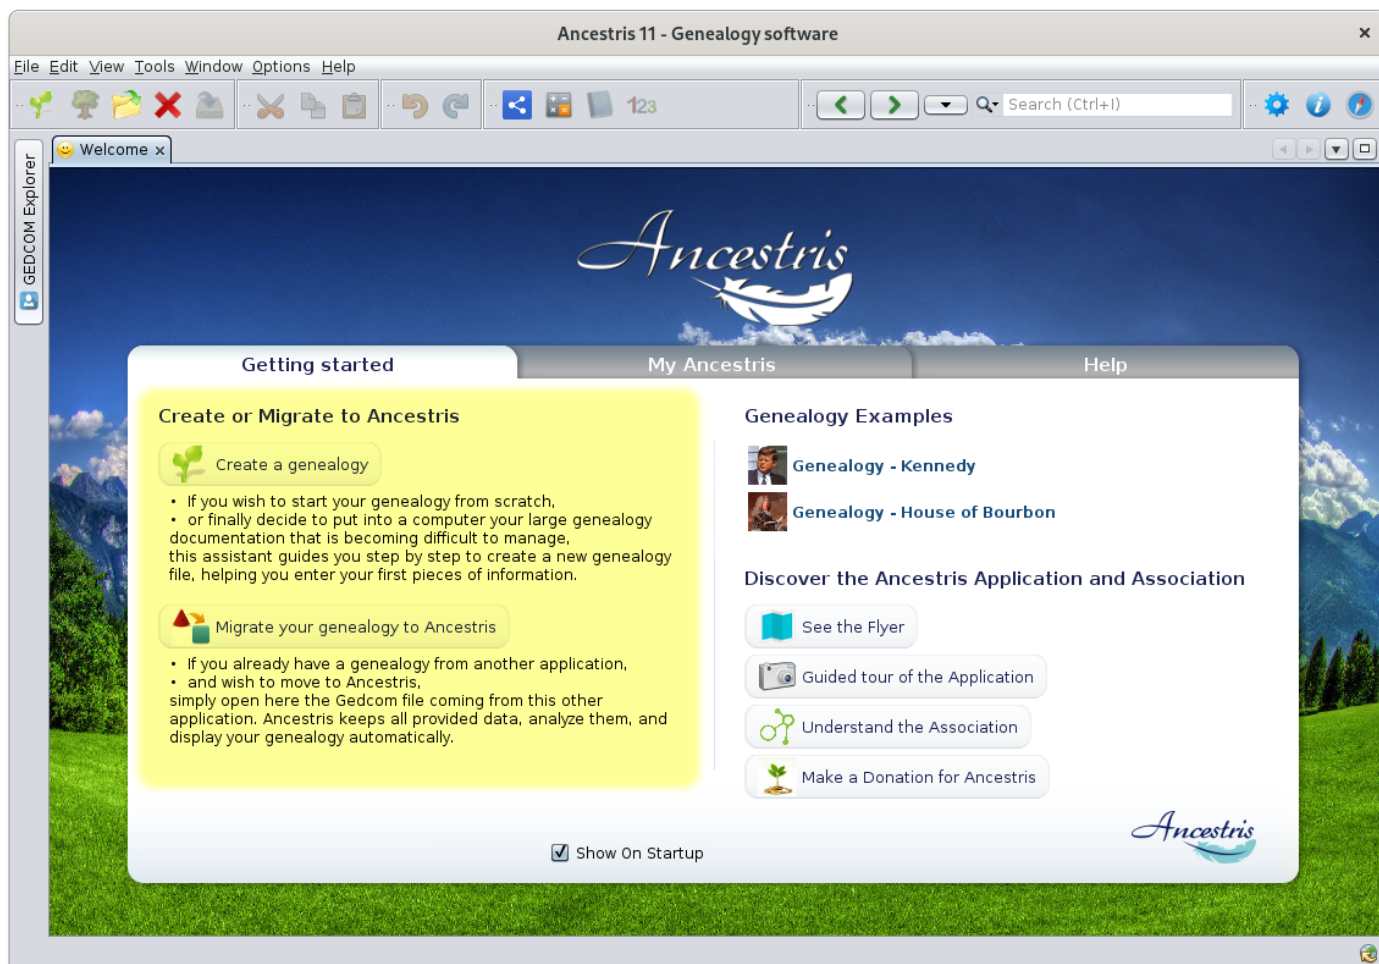 Ancestris 11 - Genealogy software
File Edit View Tools Window Options Help
123
Search (Ctrl+I)
GEDCOM Explorer
Welcome
Ancestris
Getting started
My Ancestris
Help
Create or Migrate to Ancestris
Create a genealogy
• If you wish to start your genealogy from scratch,
• or finally decide to put into a computer your large genealogy
documentation that is becoming difficult to manage,
this assistant guides you step by step to create a new genealogy
file, helping you enter your first pieces of information.
Migrate your genealogy to Ancestris
• If you already have a genealogy from another application,
• and wish to move to Ancestris,
simply open here the Gedcom file coming from this other
application. Ancestris keeps all provided data, analyze them, and
display your genealogy automatically.
Genealogy Examples
Genealogy - Kennedy
Genealogy - House of Bourbon
Discover the Ancestris Application and Association
See the Flyer
Guided tour of the Application
Understand the Association
Make a Donation for Ancestris
Ancestris
Show On Startup